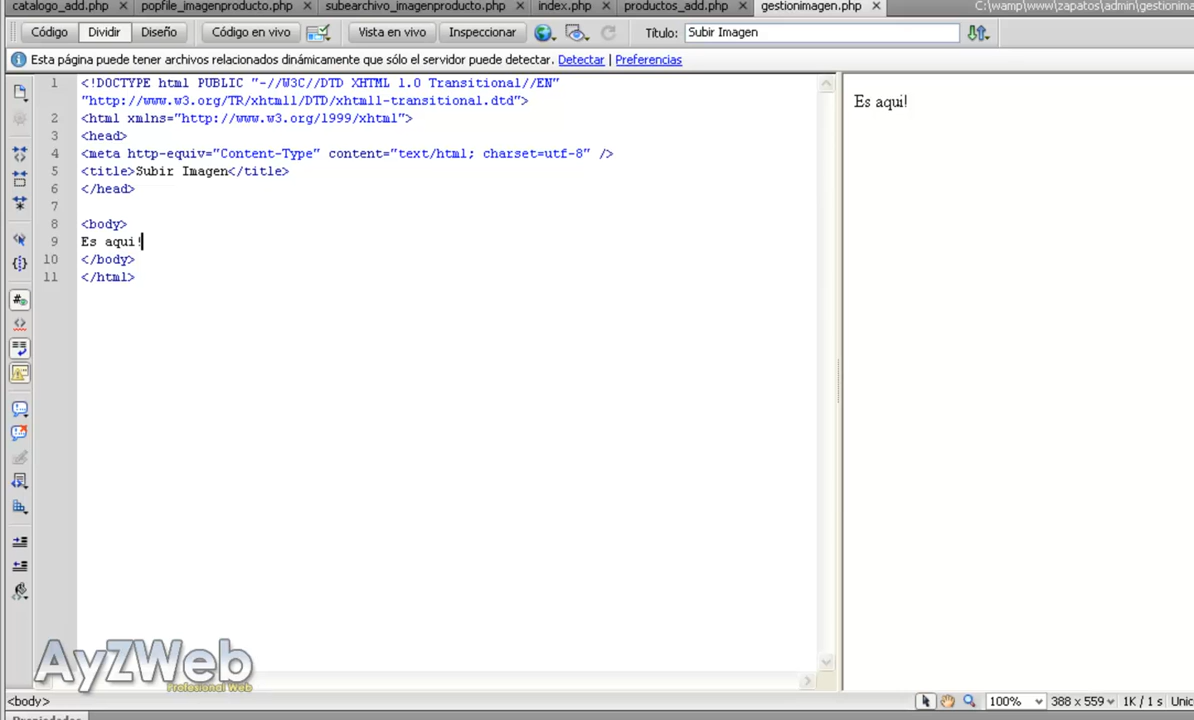 catalogo_add.php popfile_imagenproducto.php subearchivo_imagenproducto.php index.php productos_add.php gestionimagen.php C:\wamp\www\zapatos\admin\gestionima
Código Dividir Diseño Código en vivo Vista en vivo Inspeccionar Título: Subir Imagen
Esta página puede tener archivos relacionados dinámicamente que sólo el servidor puede detectar. Detectar | Preferencias
1 <!DOCTYPE html PUBLIC "-//W3C//DTD XHTML 1.0 Transitional//EN"
"http://www.w3.org/TR/xhtml1/DTD/xhtml1-transitional.dtd">
2 <html xmlns="http://www.w3.org/1999/xhtml">
3 <head>
4 <meta http-equiv="Content-Type" content="text/html; charset=utf-8" />
5 <title>Subir Imagen</title>
6 </head>
7
8 <body>
9 Es aqui!
10 </body>
11 </html>
Es aqui!
AyZWeb
Profesional Web
<body> 100% 388 x 559 1K / 1 s Unic
Propiedades